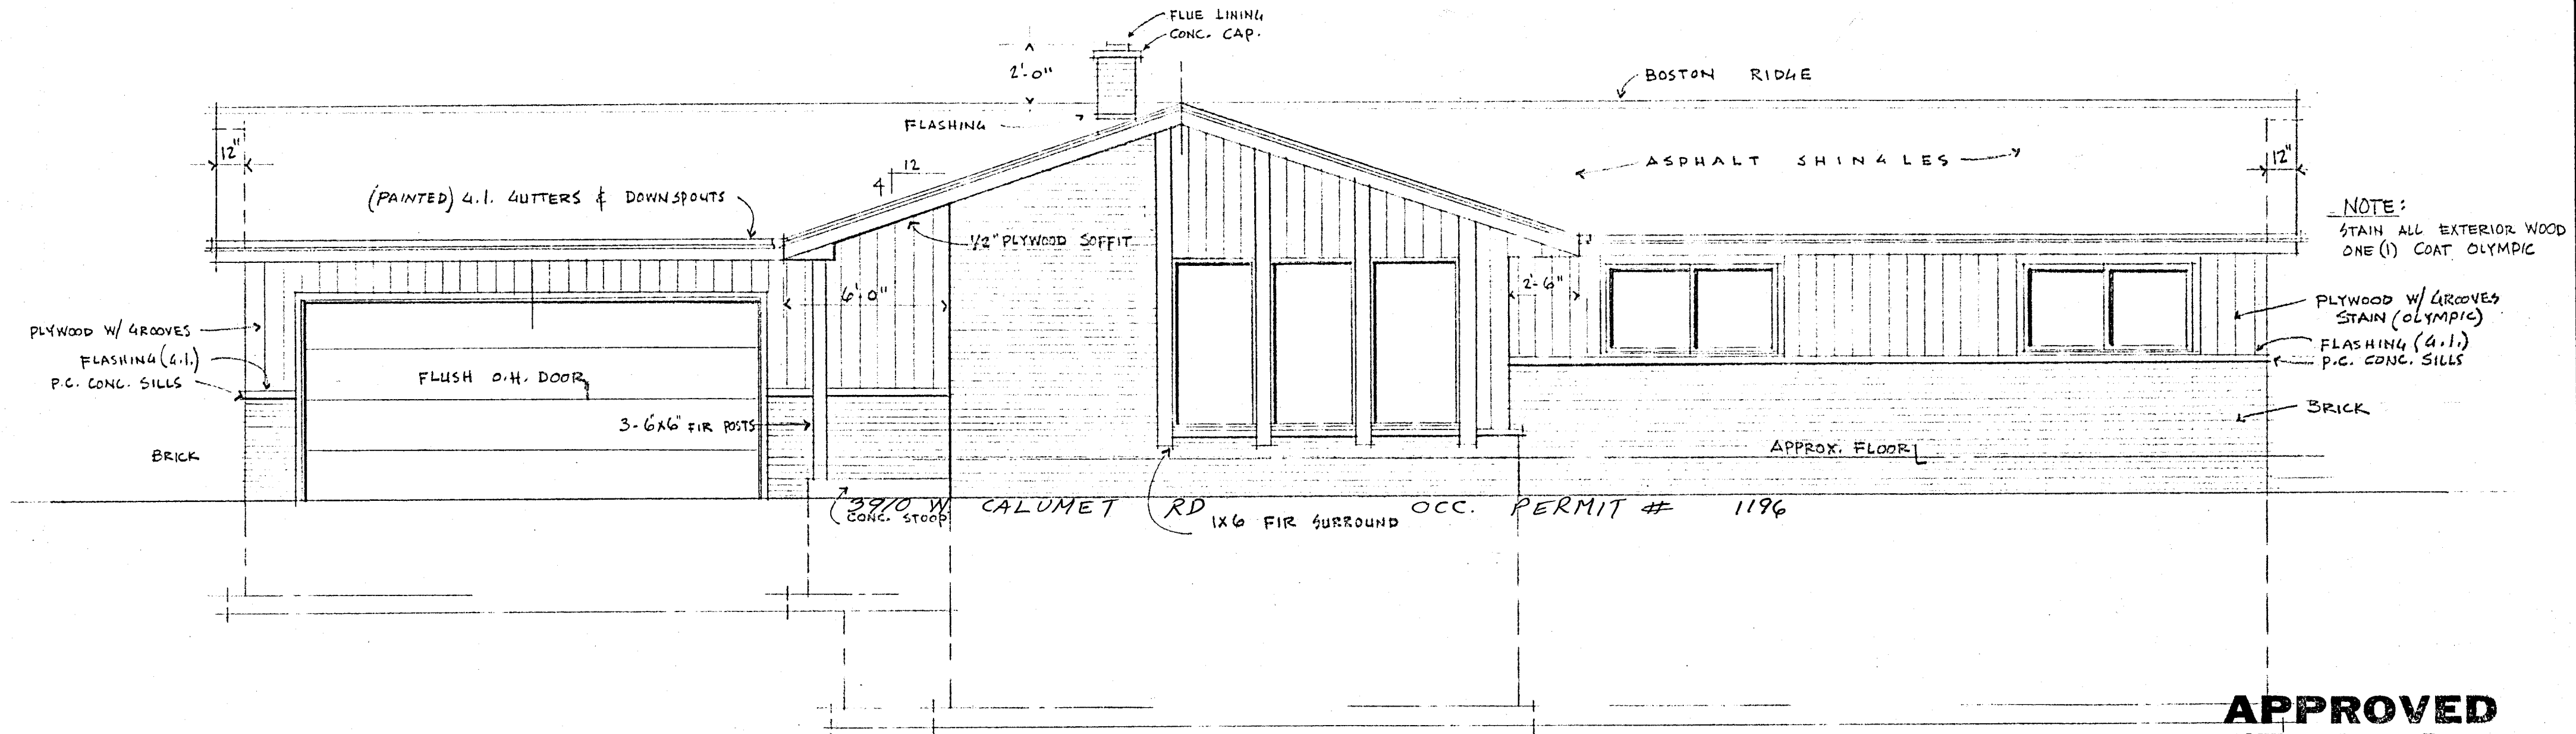 FLUE LINING
CONC. CAP.
2'-0"
BOSTON RIDGE
FLASHING
12"
12
4
ASPHALT SHINGLES
12"
(PAINTED) G.I. GUTTERS & DOWNSPOUTS
NOTE:
STAIN ALL EXTERIOR WOOD
ONE (1) COAT OLYMPIC
1/2" PLYWOOD SOFFIT
6'-0"
2'-6"
PLYWOOD W/ GROOVES
FLASHING (G.I.)
P.C. CONC. SILLS
PLYWOOD W/ GROOVES
STAIN (OLYMPIC)
FLASHING (G.I.)
P.C. CONC. SILLS
FLUSH O.H. DOOR
3-6x6" FIR POSTS
BRICK
BRICK
APPROX. FLOOR
3910 W CALUMET RD OCC. PERMIT # 1196
CONC. STOOP
1X6 FIR SURROUND
APPROVED